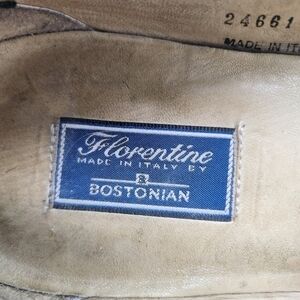 24661
MADE IN IT
Florentine
MADE IN ITALY BY
B
BOSTONIAN